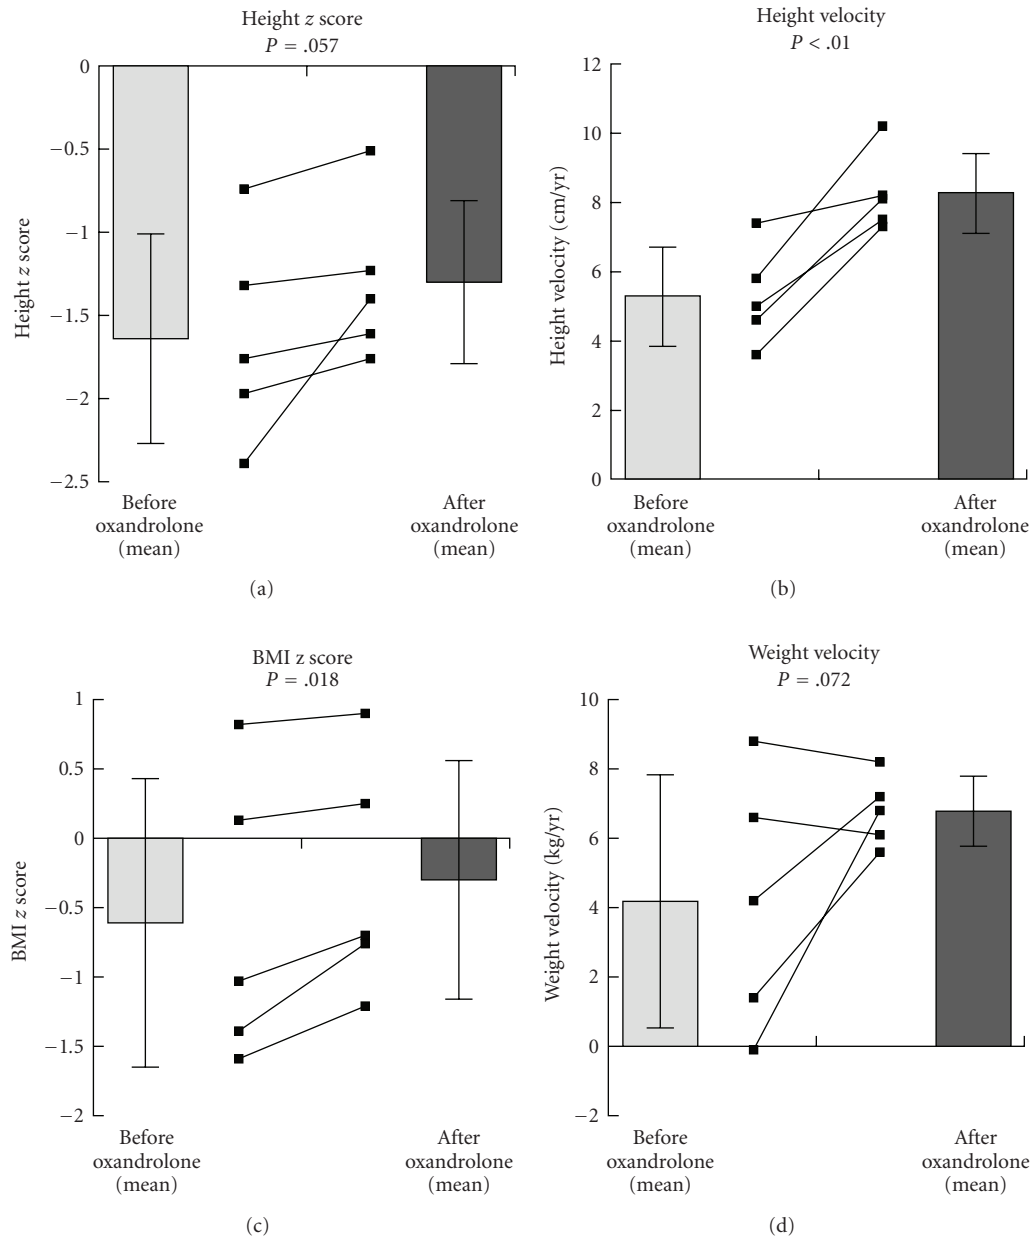 Height z score
P = .057
0
−0.5
−1
−1.5
−2
−2.5
Height z score
Before
oxandrolone
(mean)
After
oxandrolone
(mean)
(a)
Height velocity
P < .01
12
10
8
6
4
2
0
Height velocity (cm/yr)
Before
oxandrolone
(mean)
After
oxandrolone
(mean)
(b)
BMI z score
P = .018
1
0.5
0
−0.5
−1
−1.5
−2
BMI z score
Before
oxandrolone
(mean)
After
oxandrolone
(mean)
(c)
Weight velocity
P = .072
10
8
6
4
2
0
−2
Weight velocity (kg/yr)
Before
oxandrolone
(mean)
After
oxandrolone
(mean)
(d)